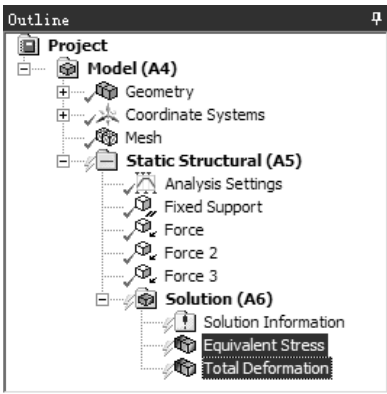 Outline
Project
Model (A4)
Geometry
Coordinate Systems
Mesh
Static Structural (A5)
Analysis Settings
Fixed Support
Force
Force 2
Force 3
Solution (A6)
Solution Information
Equivalent Stress
Total Deformation